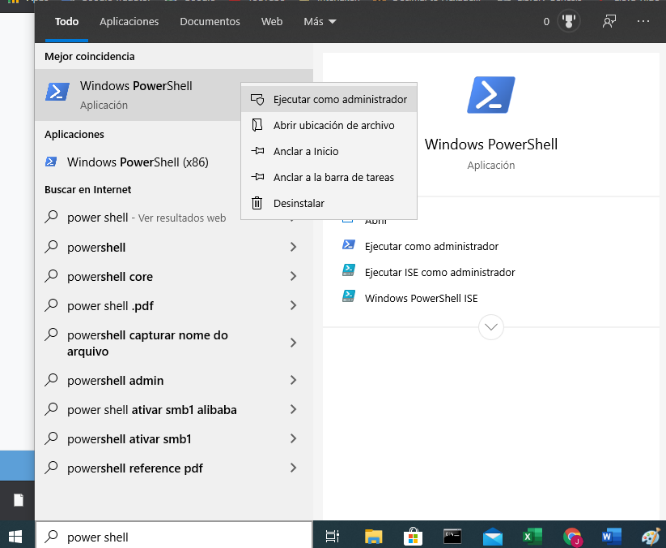 Todo Aplicaciones Documentos Web Más 0 ...
Mejor coincidencia
Windows PowerShell
Aplicación
Aplicaciones
Windows PowerShell (x86)
Buscar en Internet
power shell - Ver resultados web
powershell
powershell core
power shell .pdf
powershell capturar nome do
arquivo
powershell admin
power shell ativar smb1 alibaba
powershell ativar smb1
powershell reference pdf
power shell
Ejecutar como administrador
Abrir ubicación de archivo
Anclar a Inicio
Anclar a la barra de tareas
Desinstalar
Windows PowerShell
Aplicación
Abrir
Ejecutar como administrador
Ejecutar ISE como administrador
Windows PowerShell ISE